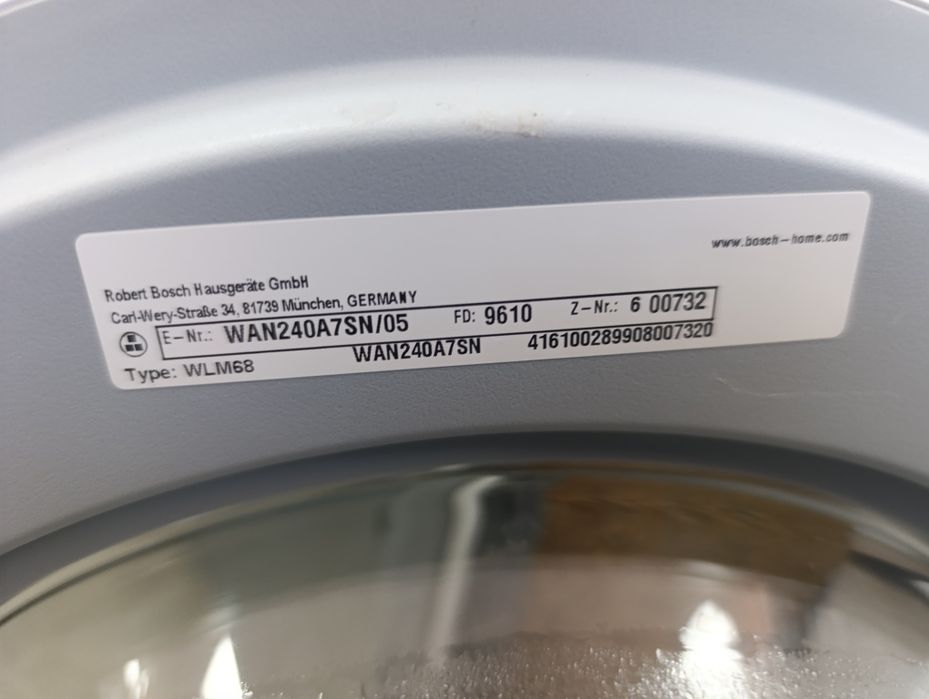 www.bosch-home.com
Robert Bosch Hausgeräte GmbH
Carl-Wery-Straße 34, 81739 München, GERMANY
E-Nr.: WAN240A7SN/05 FD: 9610 Z-Nr.: 6 00732
Type: WLM68 WAN240A7SN 416100289908007320